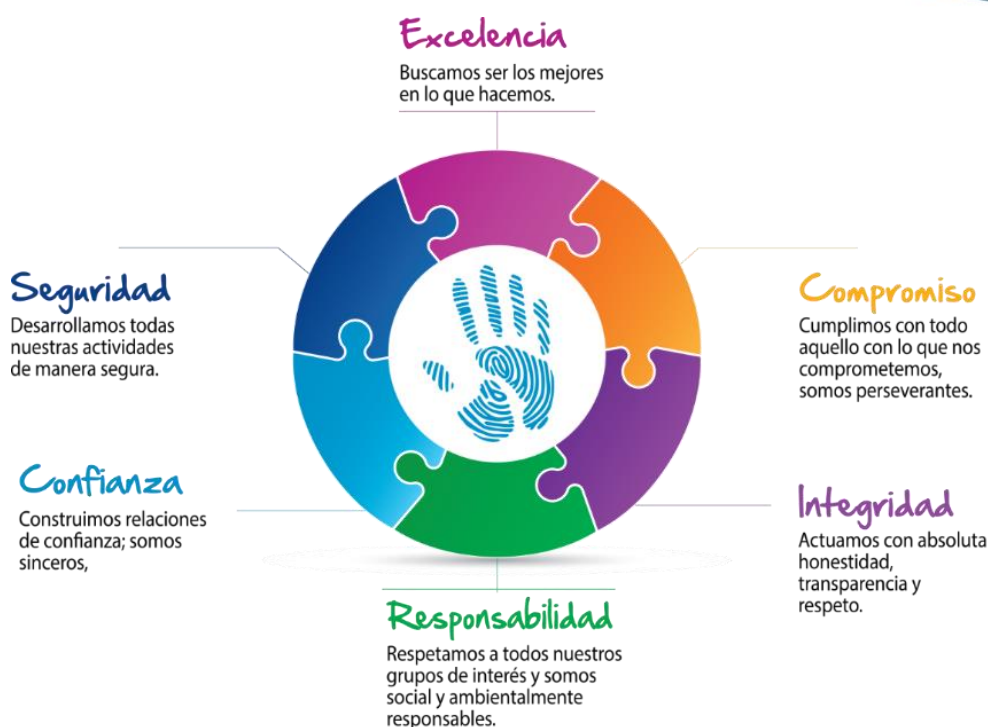 Excelencia
Buscamos ser los mejores
en lo que hacemos.
Seguridad
Desarrollamos todas
nuestras actividades
de manera segura.
Compromiso
Cumplimos con todo
aquello con lo que nos
comprometemos,
somos perseverantes.
Confianza
Construimos relaciones
de confianza; somos
sinceros,
Integridad
Actuamos con absoluta
honestidad,
transparencia y
respeto.
Responsabilidad
Respetamos a todos nuestros
grupos de interés y somos
social y ambientalmente
responsables.